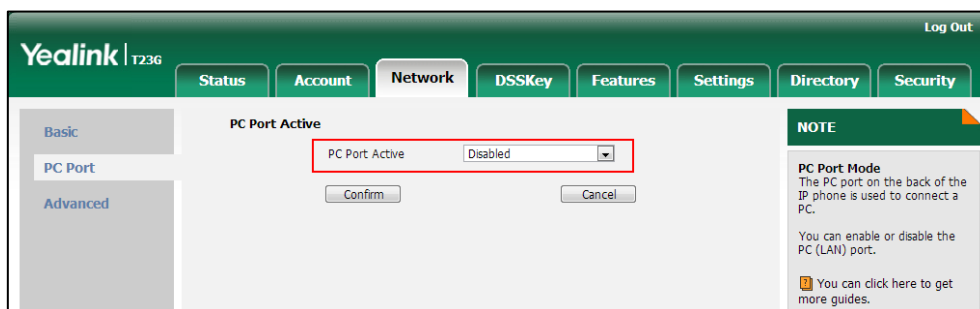 Log Out
Yealink T23G
Status Account Network DSSKey Features Settings Directory Security
Basic
PC Port
Advanced
PC Port Active
PC Port Active Disabled
Confirm Cancel
NOTE
PC Port Mode
The PC port on the back of the
IP phone is used to connect a
PC.
You can enable or disable the
PC (LAN) port.
You can click here to get
more guides.